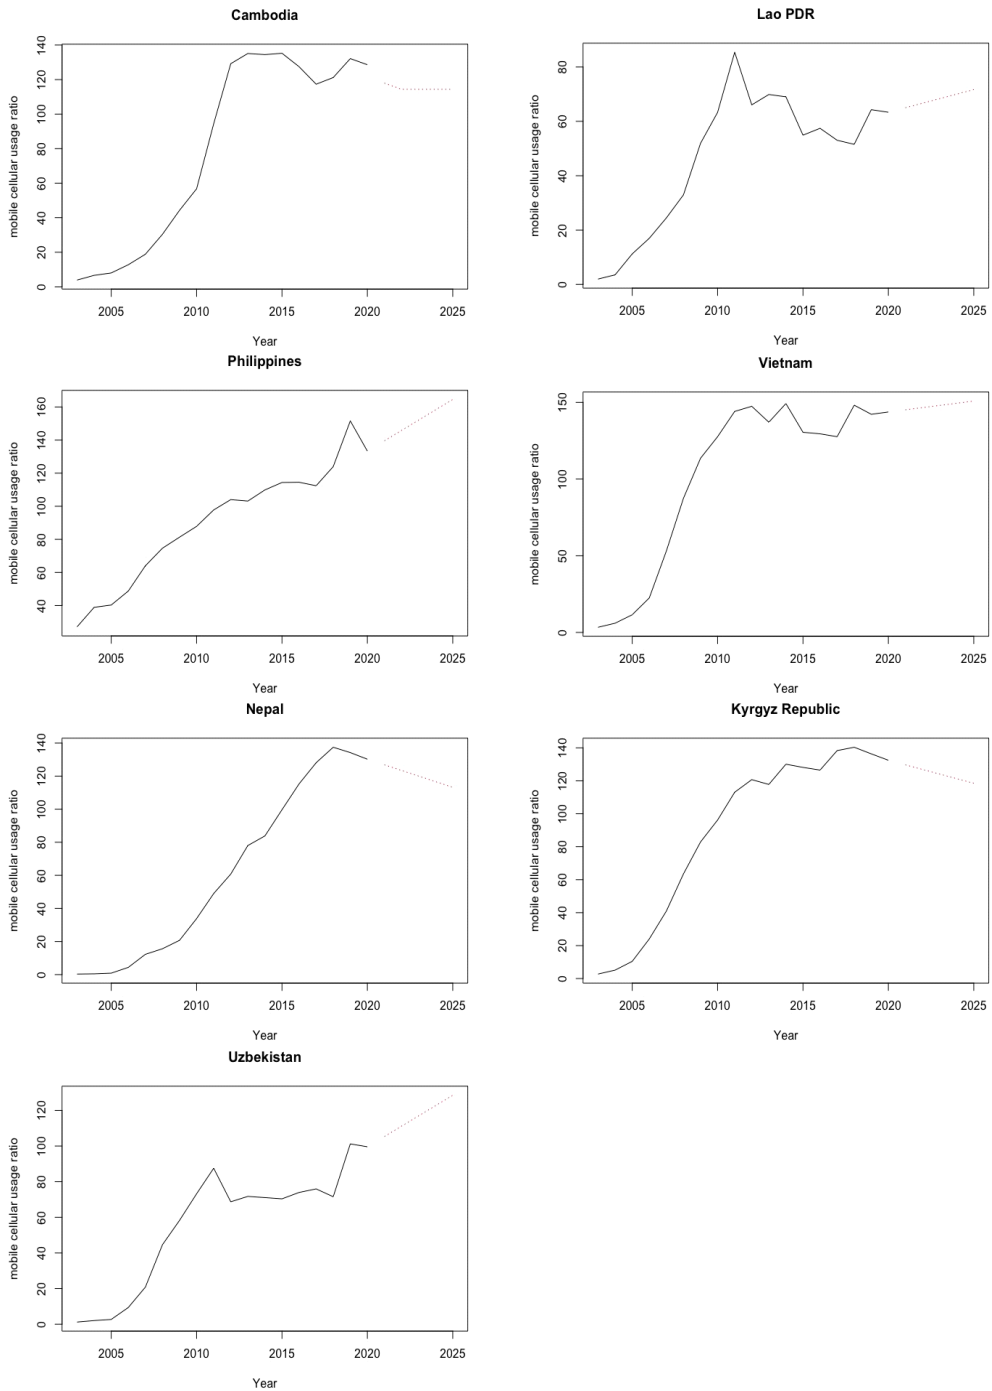 Cambodia
mobile cellular usage ratio
0 20 40 60 80 100 120 140
2005 2010 2015 2020 2025
Year
Lao PDR
mobile cellular usage ratio
0 20 40 60 80
2005 2010 2015 2020 2025
Year
Philippines
mobile cellular usage ratio
40 60 80 100 120 140 160
2005 2010 2015 2020 2025
Year
Vietnam
mobile cellular usage ratio
0 50 100 150
2005 2010 2015 2020 2025
Year
Nepal
mobile cellular usage ratio
0 20 40 60 80 100 120 140
2005 2010 2015 2020 2025
Year
Kyrgyz Republic
mobile cellular usage ratio
0 20 40 60 80 100 120 140
2005 2010 2015 2020 2025
Year
Uzbekistan
mobile cellular usage ratio
0 20 40 60 80 100 120
2005 2010 2015 2020 2025
Year